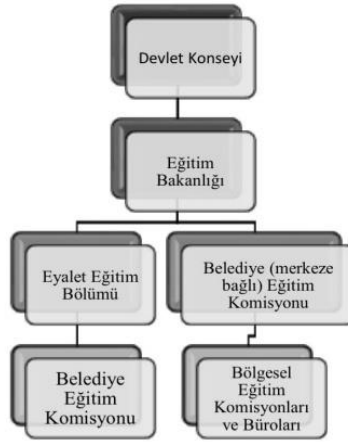 Devlet Konseyi
Eğitim
Bakanlığı
Eyalet Eğitim
Bölümü
Belediye (merkeze
bağlı) Eğitim
Komisyonu
Belediye
Eğitim
Komisyonu
Bölgesel
Eğitim
Komisyonları
ve Büroları